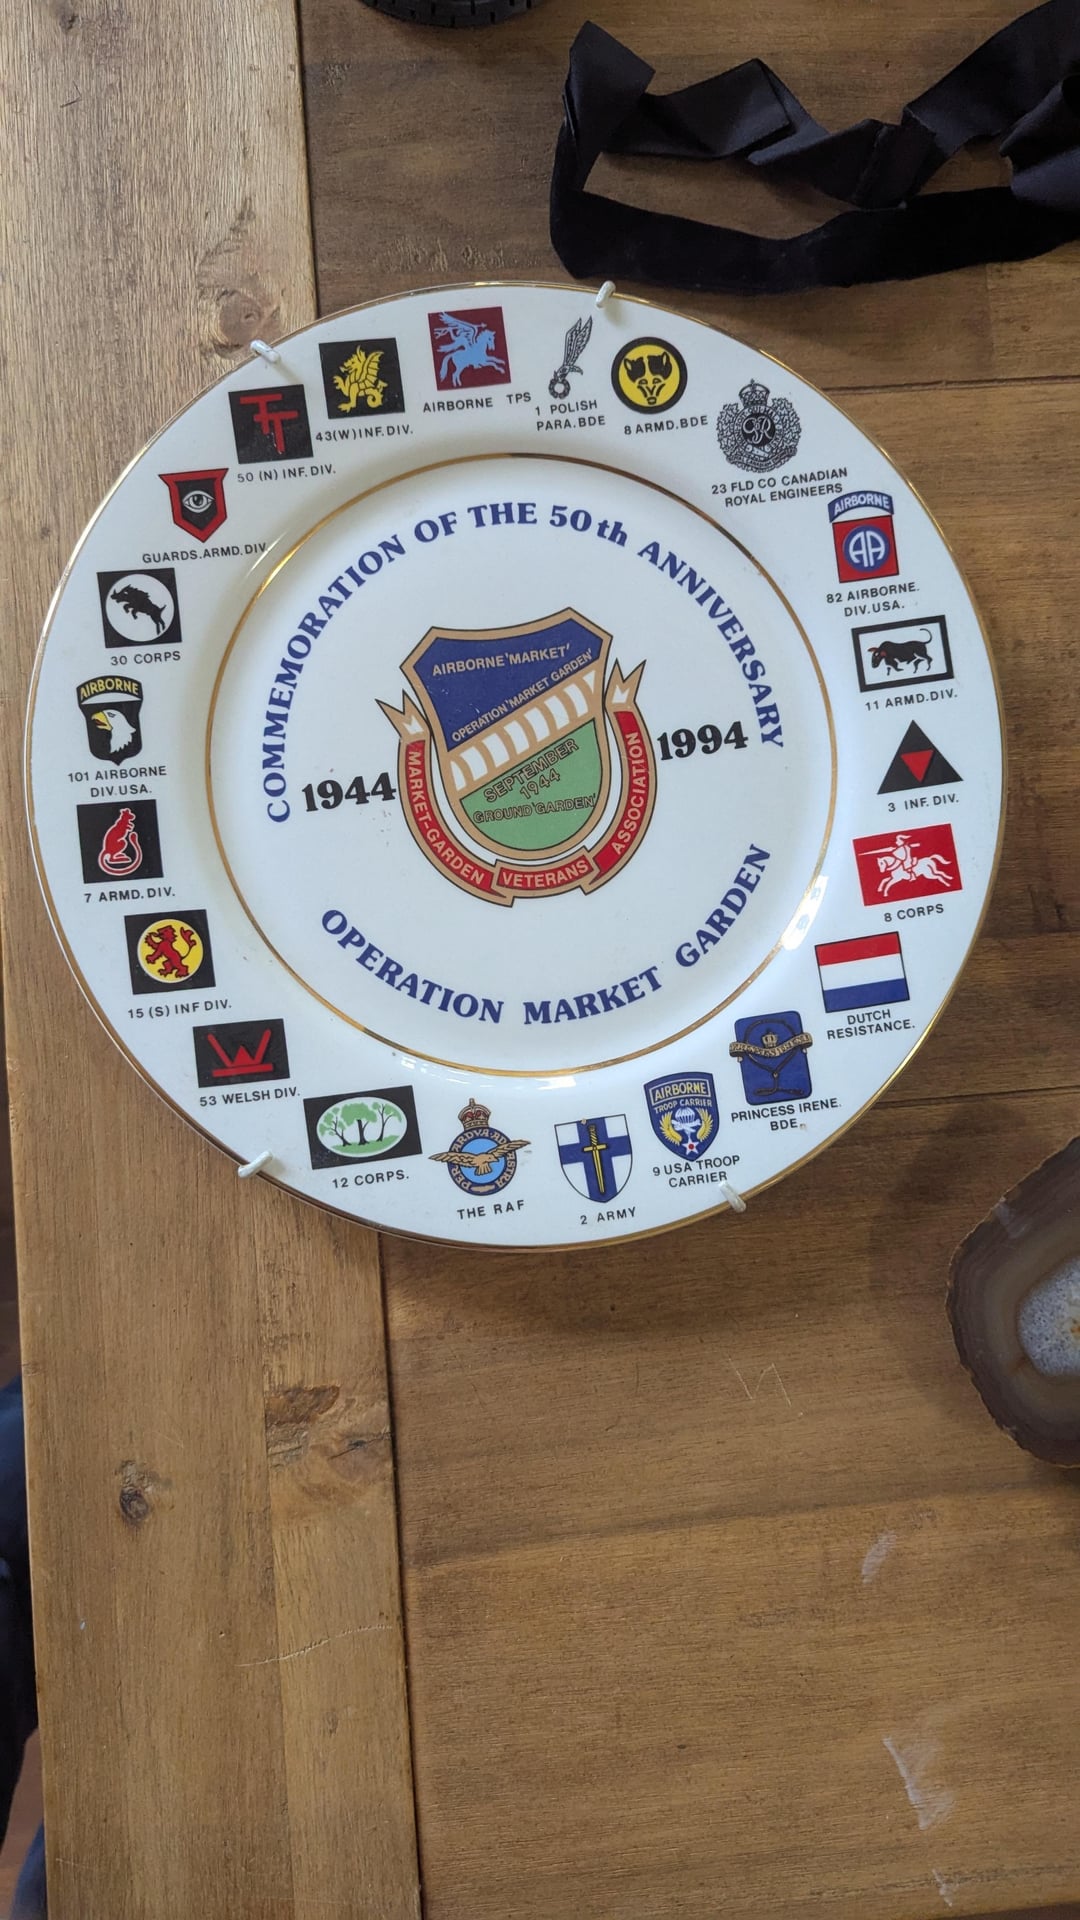 COMMEMORATION OF THE 50th ANNIVERSARY
1944
1994
OPERATION MARKET GARDEN
AIRBORNE 'MARKET'
OPERATION 'MARKET GARDEN'
SEPTEMBER
1944
GROUND 'GARDEN'
MARKET-GARDEN
VETERANS
ASSOCIATION
AIRBORNE TPS
1 POLISH
PARA.BDE
8 ARMD.BDE
23 FLD CO CANADIAN
ROYAL ENGINEERS
AIRBORNE
AA
82 AIRBORNE.
DIV.USA.
11 ARMD.DIV.
3 INF. DIV.
8 CORPS
DUTCH
RESISTANCE.
PRINCESS IRENE.
BDE.
AIRBORNE
TROOP CARRIER
9 USA TROOP
CARRIER
2 ARMY
PER ARDVA AD ASTRA
THE RAF
12 CORPS.
53 WELSH DIV.
15 (S) INF DIV.
7 ARMD. DIV.
AIRBORNE
101 AIRBORNE
DIV.USA.
30 CORPS
GUARDS.ARMD.DIV
TT
50 (N) INF. DIV.
43(W) INF. DIV.